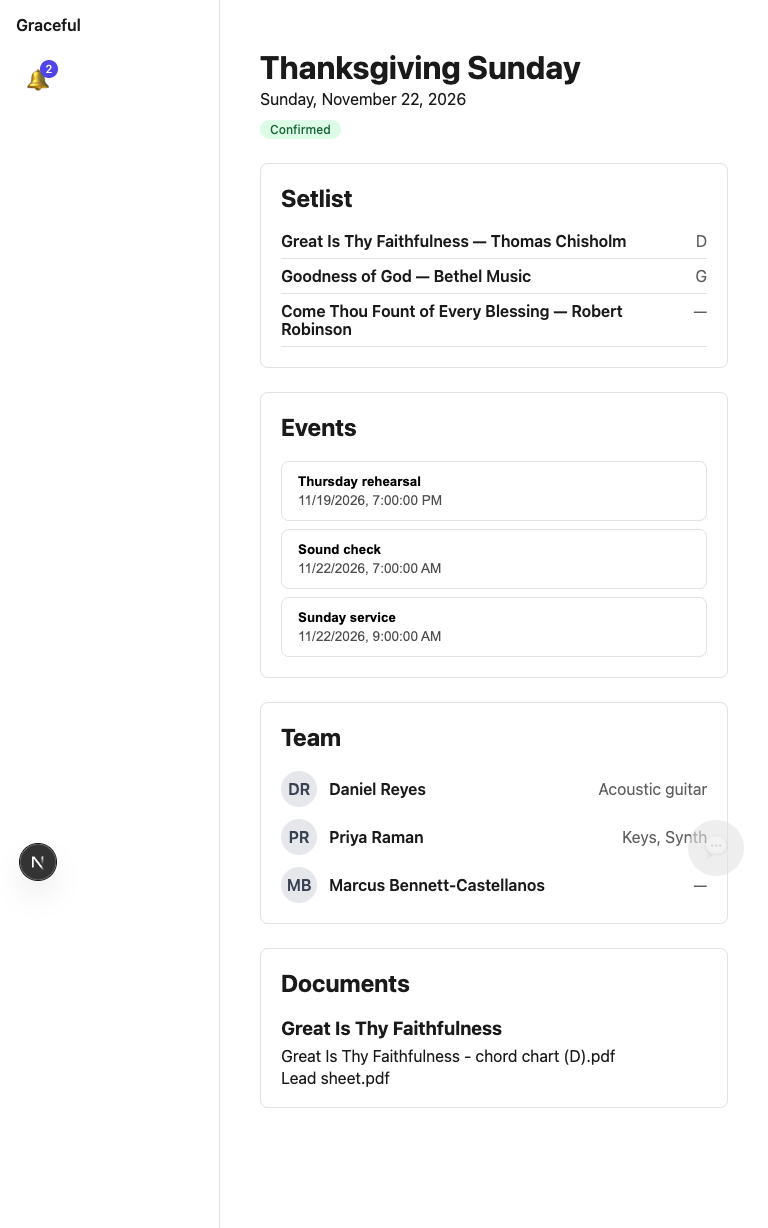 Graceful
2
Thanksgiving Sunday
Sunday, November 22, 2026
Confirmed
Setlist
Great Is Thy Faithfulness — Thomas Chisholm D
Goodness of God — Bethel Music G
Come Thou Fount of Every Blessing — Robert —
Robinson
Events
Thursday rehearsal
11/19/2026, 7:00:00 PM
Sound check
11/22/2026, 7:00:00 AM
Sunday service
11/22/2026, 9:00:00 AM
Team
DR Daniel Reyes Acoustic guitar
PR Priya Raman Keys, Synth
MB Marcus Bennett-Castellanos —
N
Documents
Great Is Thy Faithfulness
Great Is Thy Faithfulness - chord chart (D).pdf
Lead sheet.pdf